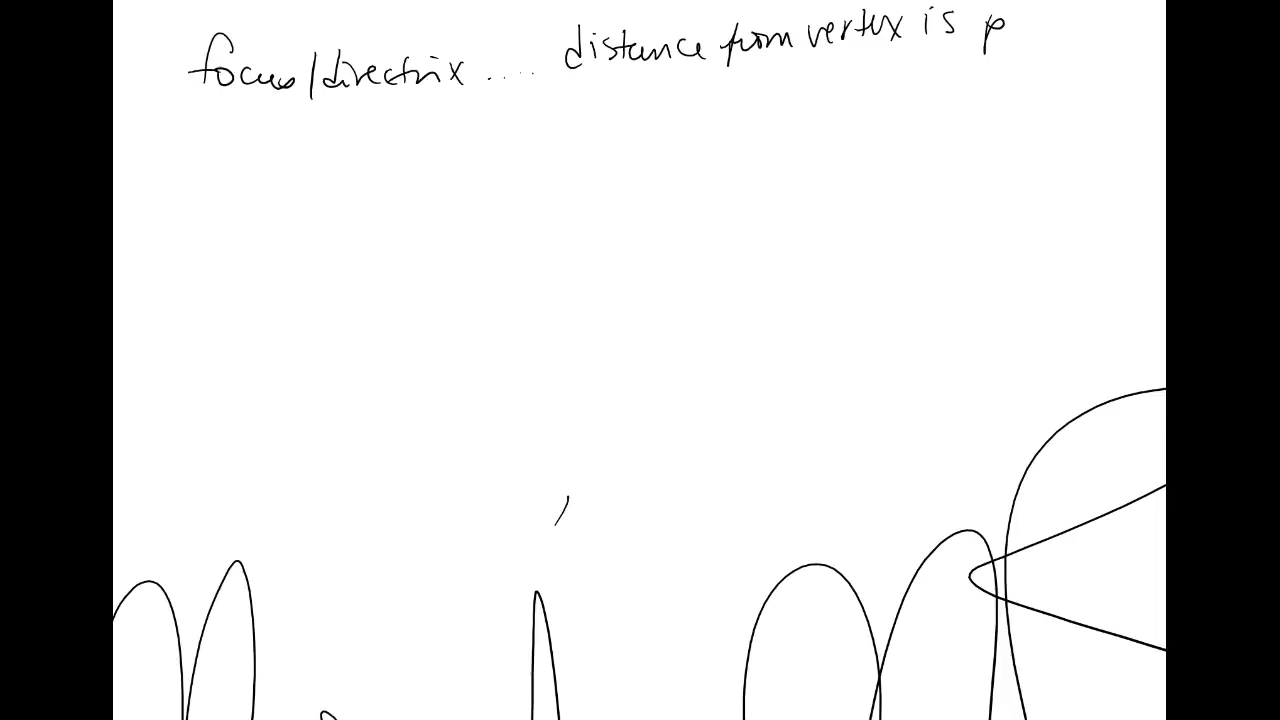 focus/directrix .... distance from vertex is p